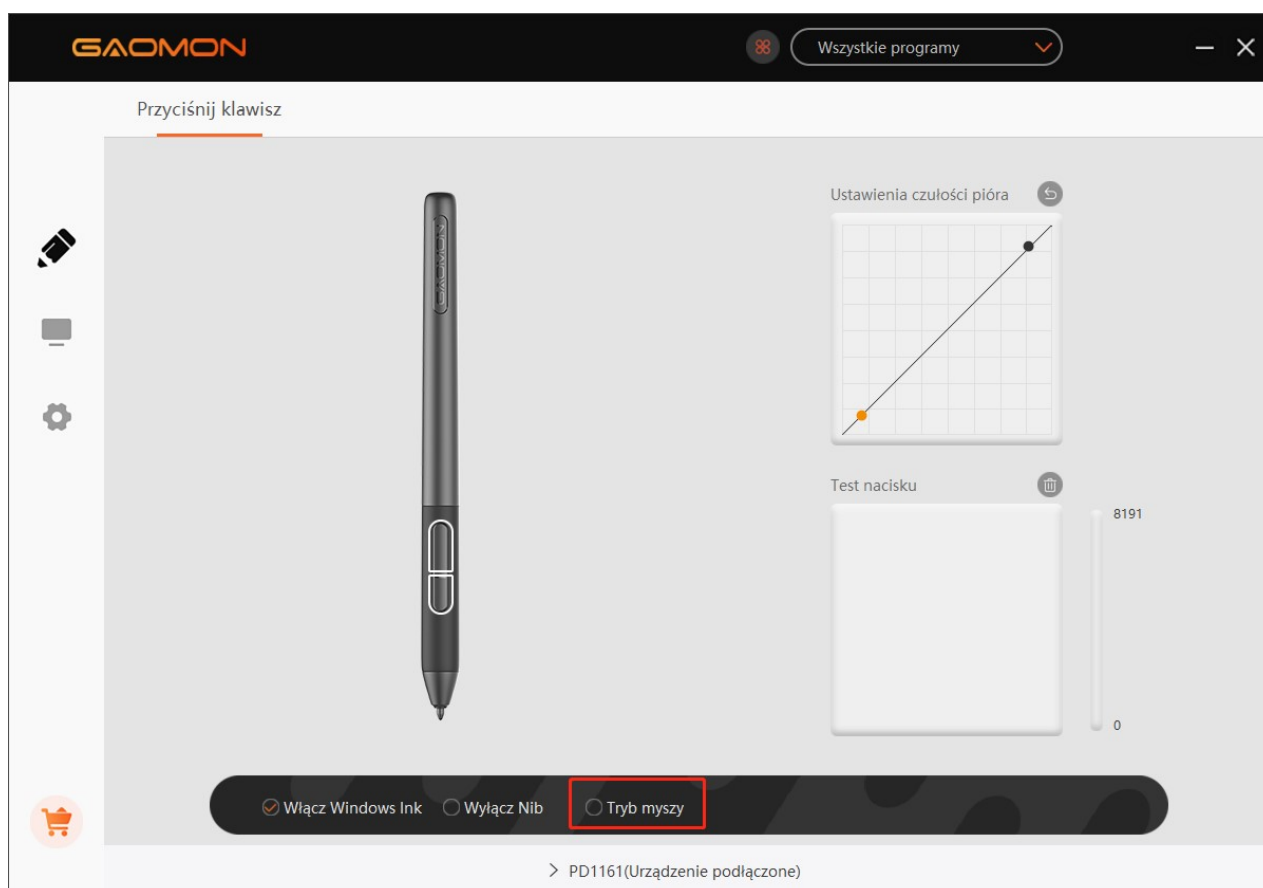 GAOMON
Wszystkie programy
Przyciśnij klawisz
GAOMON
Ustawienia czułości pióra
Test nacisku
8191
0
Włącz Windows Ink
Wyłącz Nib
Tryb myszy
PD1161(Urządzenie podłączone)